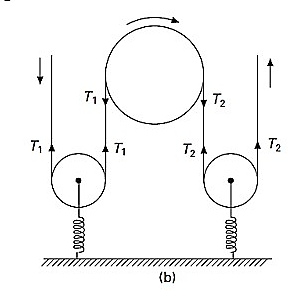 T₁ T₂
T₁ T₁ T₂ T₂
(b)